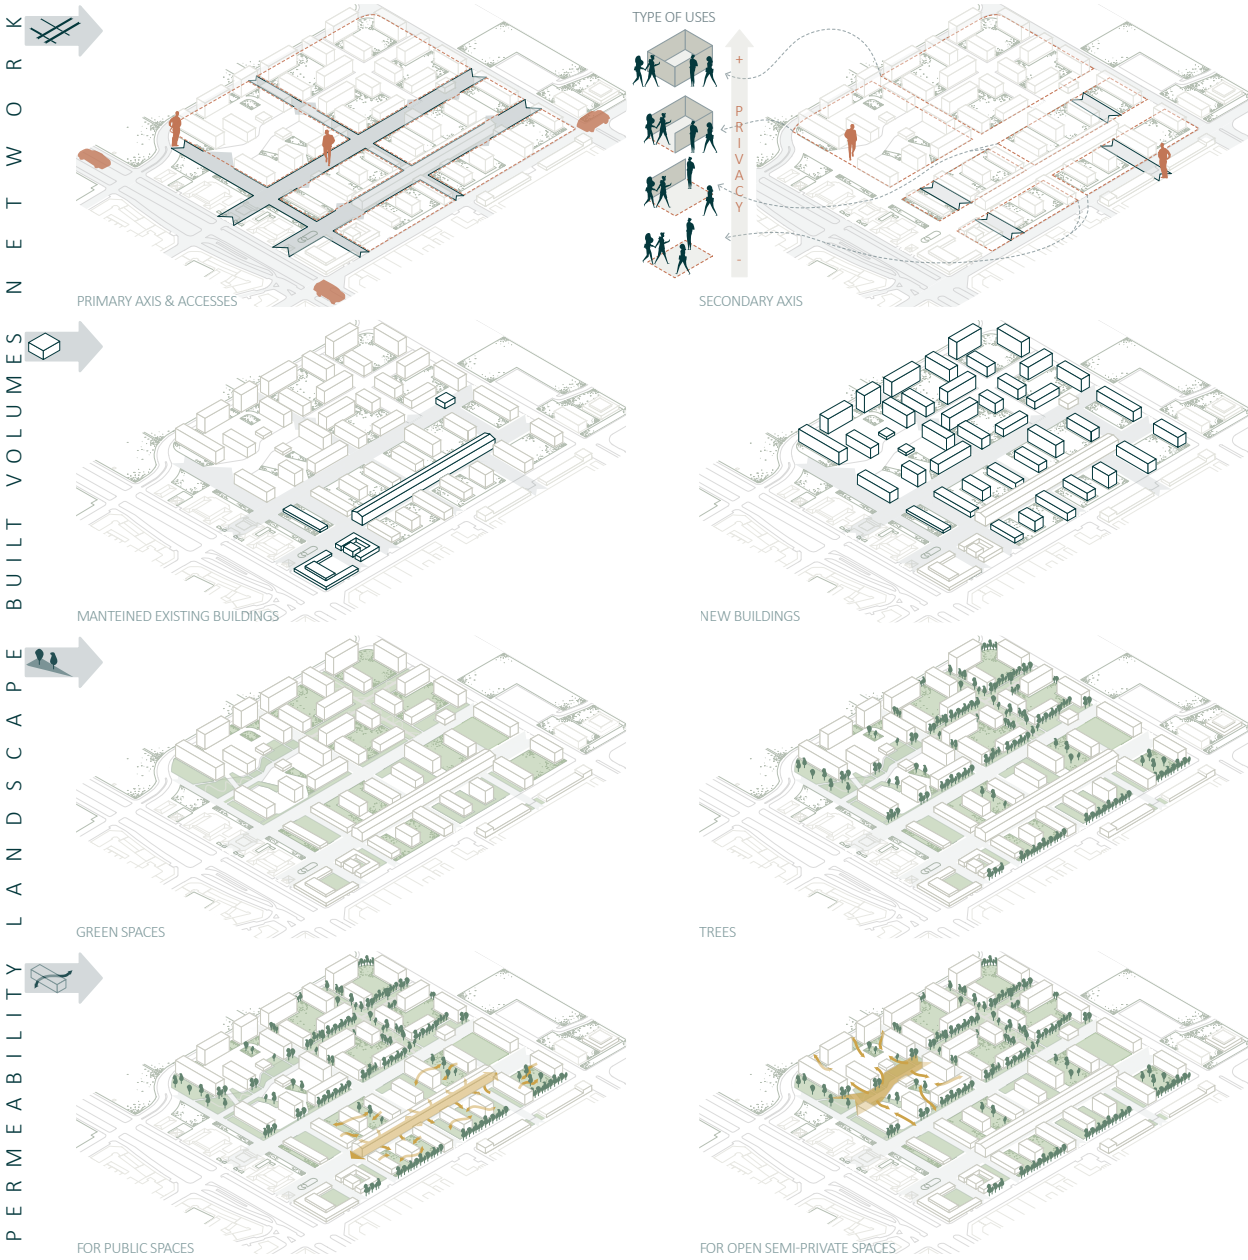 NETWORK
TYPE OF USES
+
PRIVACY
-
PRIMARY AXIS & ACCESSES
SECONDARY AXIS
BUILT VOLUMES
MANTEINED EXISTING BUILDINGS
NEW BUILDINGS
LANDSCAPE
GREEN SPACES
TREES
PERMEABILITY
FOR PUBLIC SPACES
FOR OPEN SEMI-PRIVATE SPACES